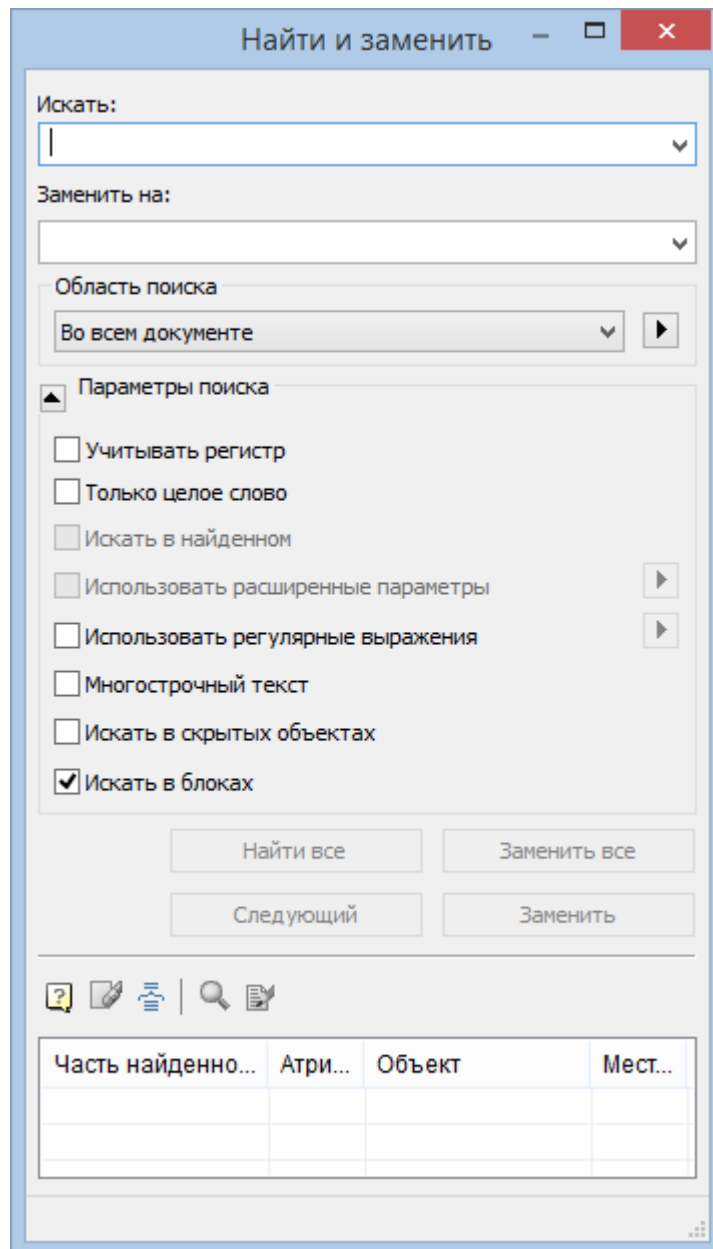 Найти и заменить
Искать:
Заменить на:
Область поиска
Во всем документе
Параметры поиска
Учитывать регистр
Только целое слово
Искать в найденном
Использовать расширенные параметры
Использовать регулярные выражения
Многострочный текст
Искать в скрытых объектах
Искать в блоках
Найти все Заменить все
Следующий Заменить
Часть найденно... Атри... Объект Мест...